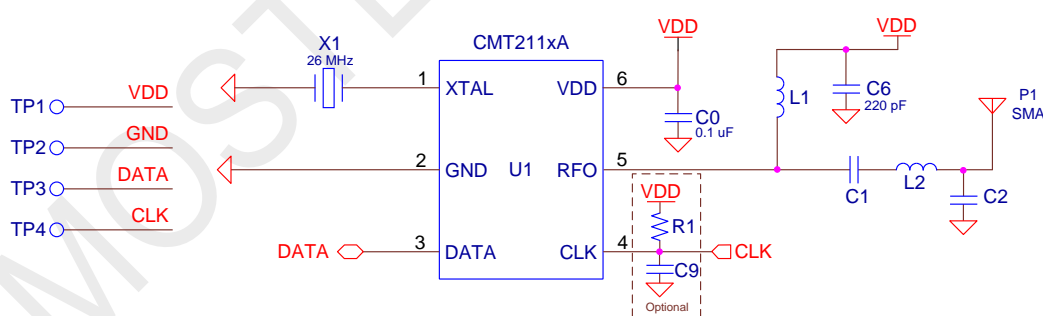 VDD
VDD
X1
26 MHz
CMT211xA
1
XTAL
VDD
6
L1
C6
220 pF
P1
SMA
TP1
VDD
C0
0.1 uF
TP2
GND
2
GND
U1
RFO
5
C1
L2
C2
TP3
DATA
VDD
R1
TP4
CLK
DATA
3
DATA
CLK
4
CLK
C9
Optional
MOST